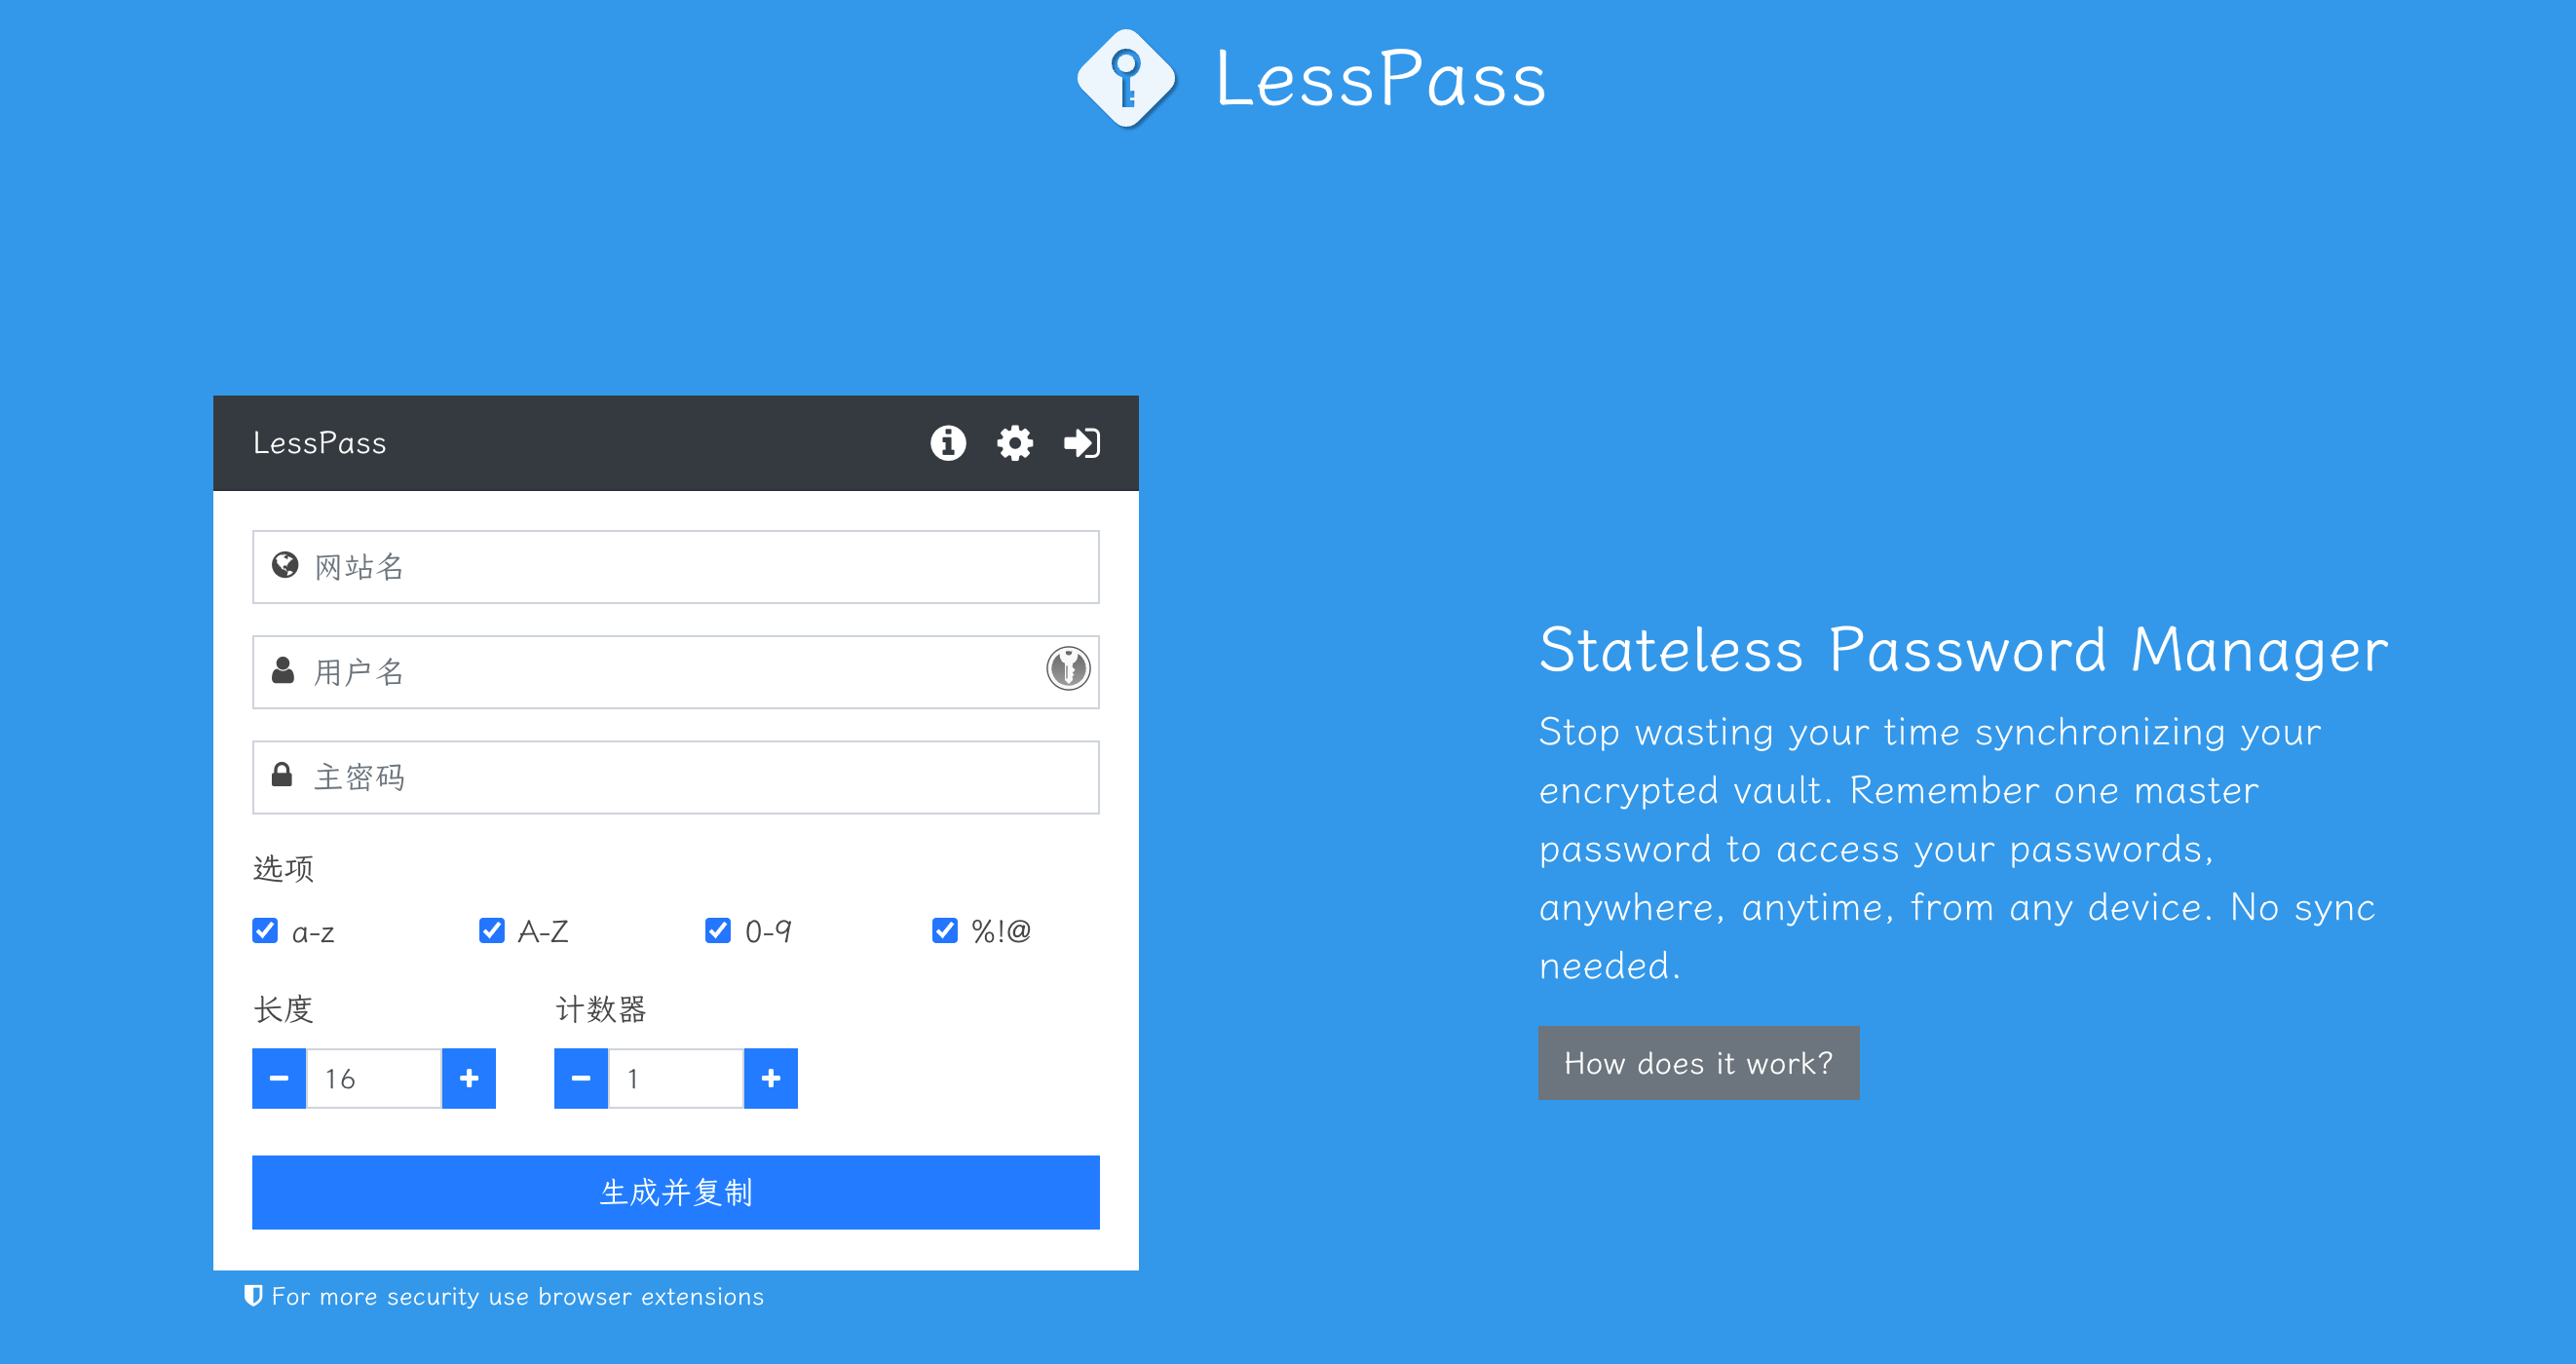 LessPass
LessPass
网站名
用户名
主密码
选项
a-z A-Z 0-9 %!@
长度 计数器
16 1
生成并复制
For more security use browser extensions
Stateless Password Manager
Stop wasting your time synchronizing your
encrypted vault. Remember one master
password to access your passwords,
anywhere, anytime, from any device. No sync
needed.
How does it work?